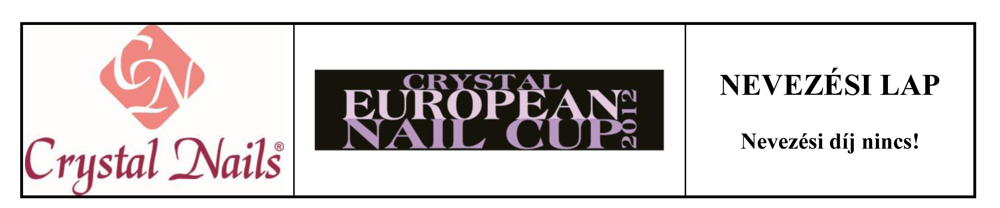 CN
Crystal Nails®
CRYSTAL
EUROPEAN
NAIL CUP
2012
NEVEZÉSI LAP
Nevezési díj nincs!